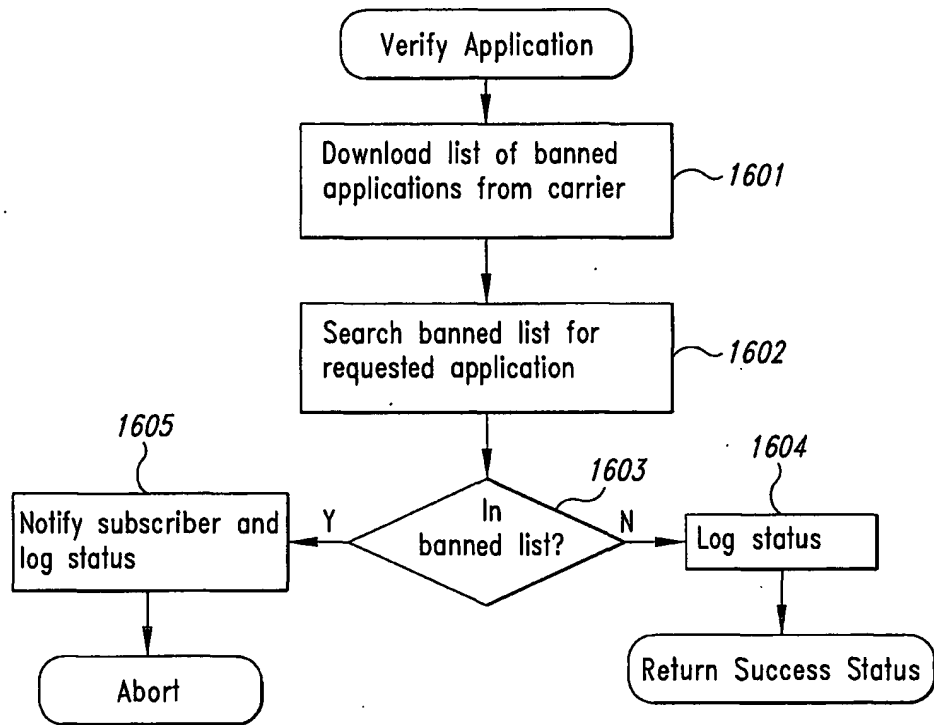 Verify Application
Download list of banned
applications from carrier
1601
Search banned list for
requested application
1602
1605
1604
1603
Notify subscriber and
log status
Y
In
banned list?
N
Log status
Abort
Return Success Status